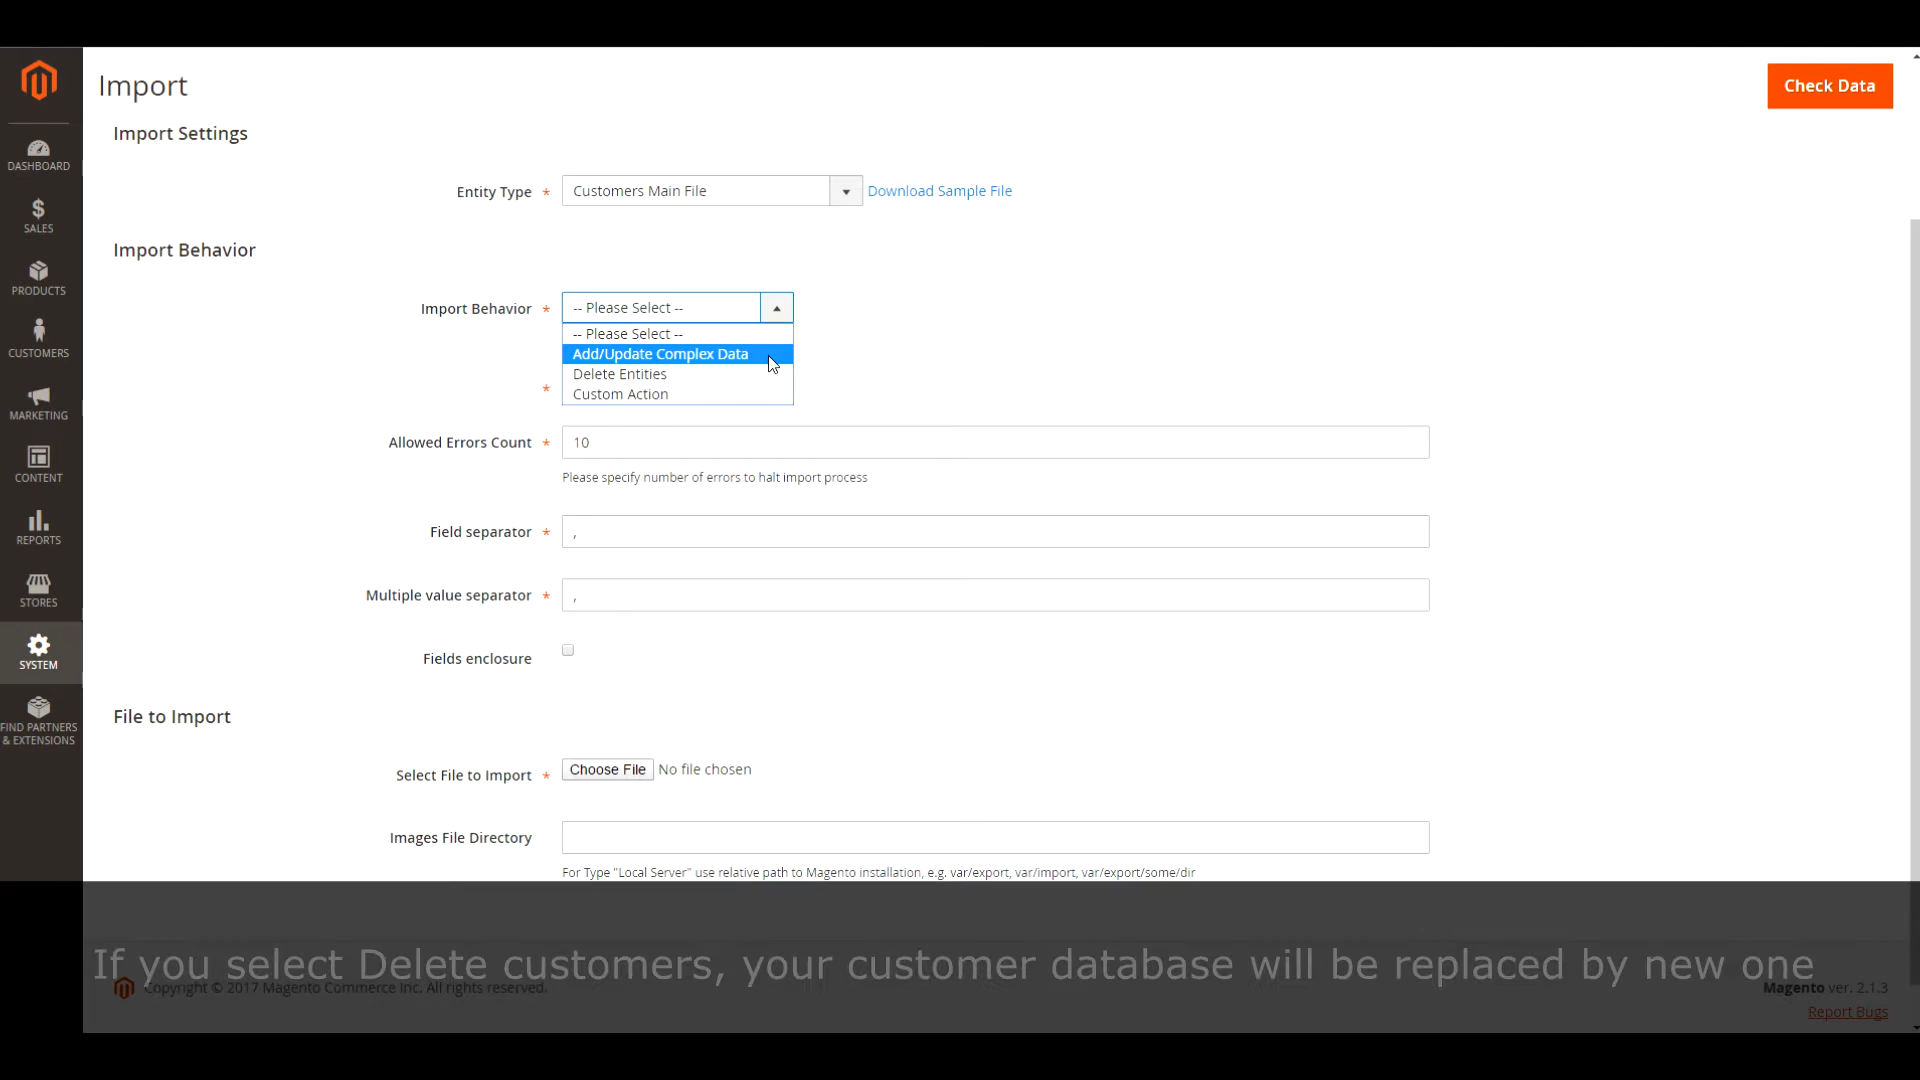 Import
Check Data
Import Settings
DASHBOARD
Entity Type * Customers Main File Download Sample File
SALES
Import Behavior
PRODUCTS
Import Behavior * -- Please Select --
-- Please Select --
CUSTOMERS
Add/Update Complex Data
Delete Entities
*
Custom Action
MARKETING
Allowed Errors Count * 10
CONTENT
Please specify number of errors to halt import process
Field separator * ,
REPORTS
Multiple value separator * ,
STORES
Fields enclosure
SYSTEM
File to Import
FIND PARTNERS
& EXTENSIONS
Select File to Import * Choose File No file chosen
Images File Directory
For Type "Local Server" use relative path to Magento installation, e.g. var/export, var/import, var/export/some/dir
If you select Delete customers, your customer database will be replaced by new one
Copyright © 2017 Magento Commerce Inc. All rights reserved.
Magento ver. 2.1.3
Report Bugs